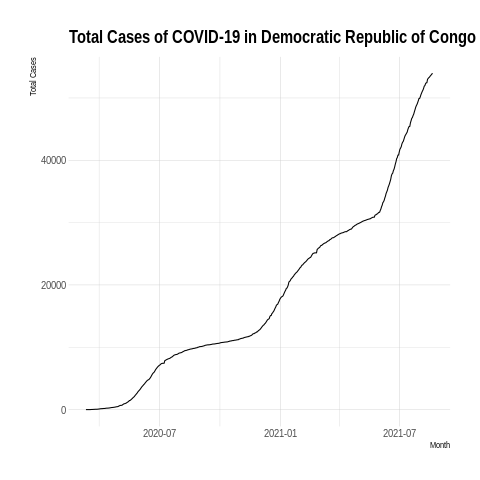 Total Cases of COVID-19 in Democratic Republic of Congo
Total Cases
40000
20000
0
2020-07
2021-01
2021-07
Month